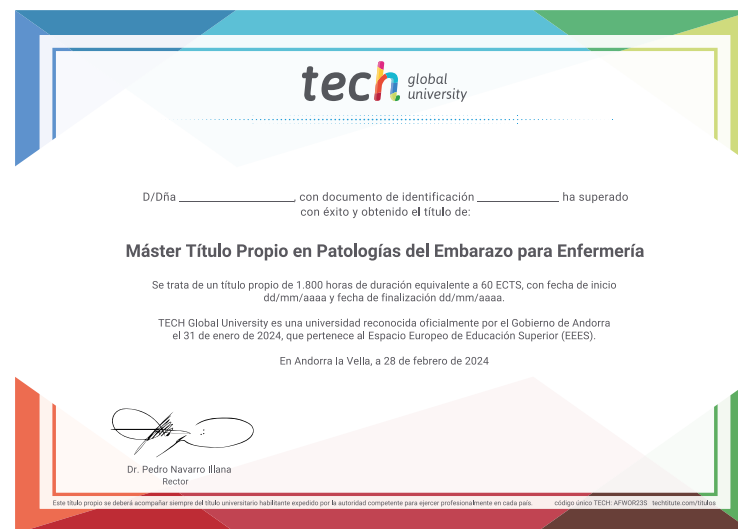 tech global university
D/Dña ____________, con documento de identificación ____________ ha superado
con éxito y obtenido el título de:
Máster Título Propio en Patologías del Embarazo para Enfermería
Se trata de un título propio de 1.800 horas de duración equivalente a 60 ECTS, con fecha de inicio
dd/mm/aaaa y fecha de finalización dd/mm/aaaa.
TECH Global University es una universidad reconocida oficialmente por el Gobierno de Andorra
el 31 de enero de 2024, que pertenece al Espacio Europeo de Educación Superior (EEES).
En Andorra la Vella, a 28 de febrero de 2024
Dr. Pedro Navarro Illana
Rector
Este título propio se deberá acompañar siempre del título universitario habilitante expedido por la autoridad competente para ejercer profesionalmente en cada país. código único TECH: AFWOR23S techtitute.com/titulos